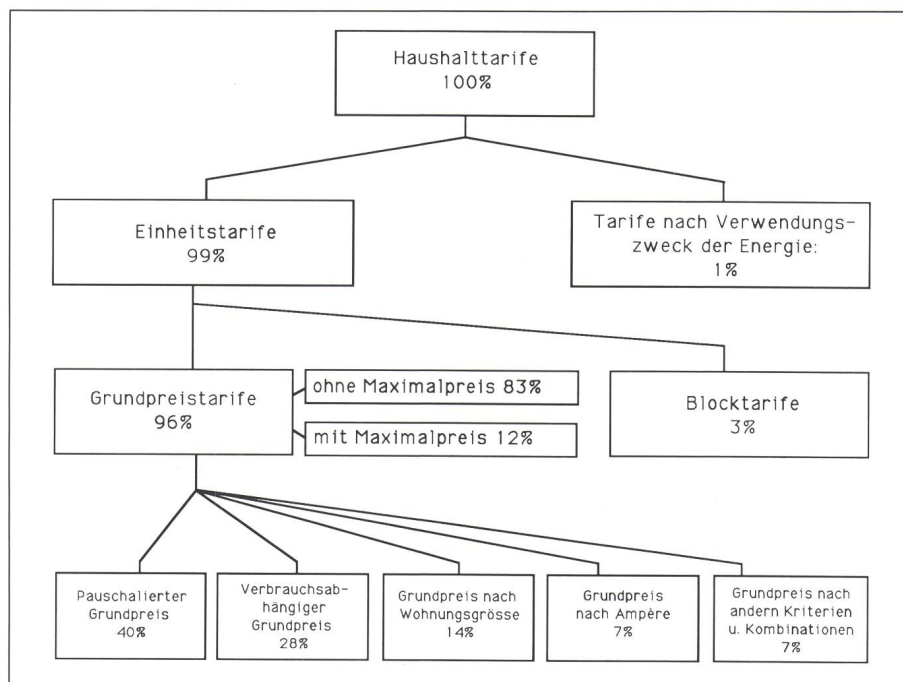 Haushalttarife
100%
Einheitstarife
99%
Tarife nach Verwendungs-
zweck der Energie:
1%
Grundpreistarife
96%
ohne Maximalpreis 83%
mit Maximalpreis 12%
Blocktarife
3%
Pauschalierter
Grundpreis
40%
Verbrauchsab-
hängiger
Grundpreis
28%
Grundpreis nach
Wohnungsgrösse
14%
Grundpreis
nach Ampère
7%
Grundpreis nach
andern Kriterien
u. Kombinationen
7%